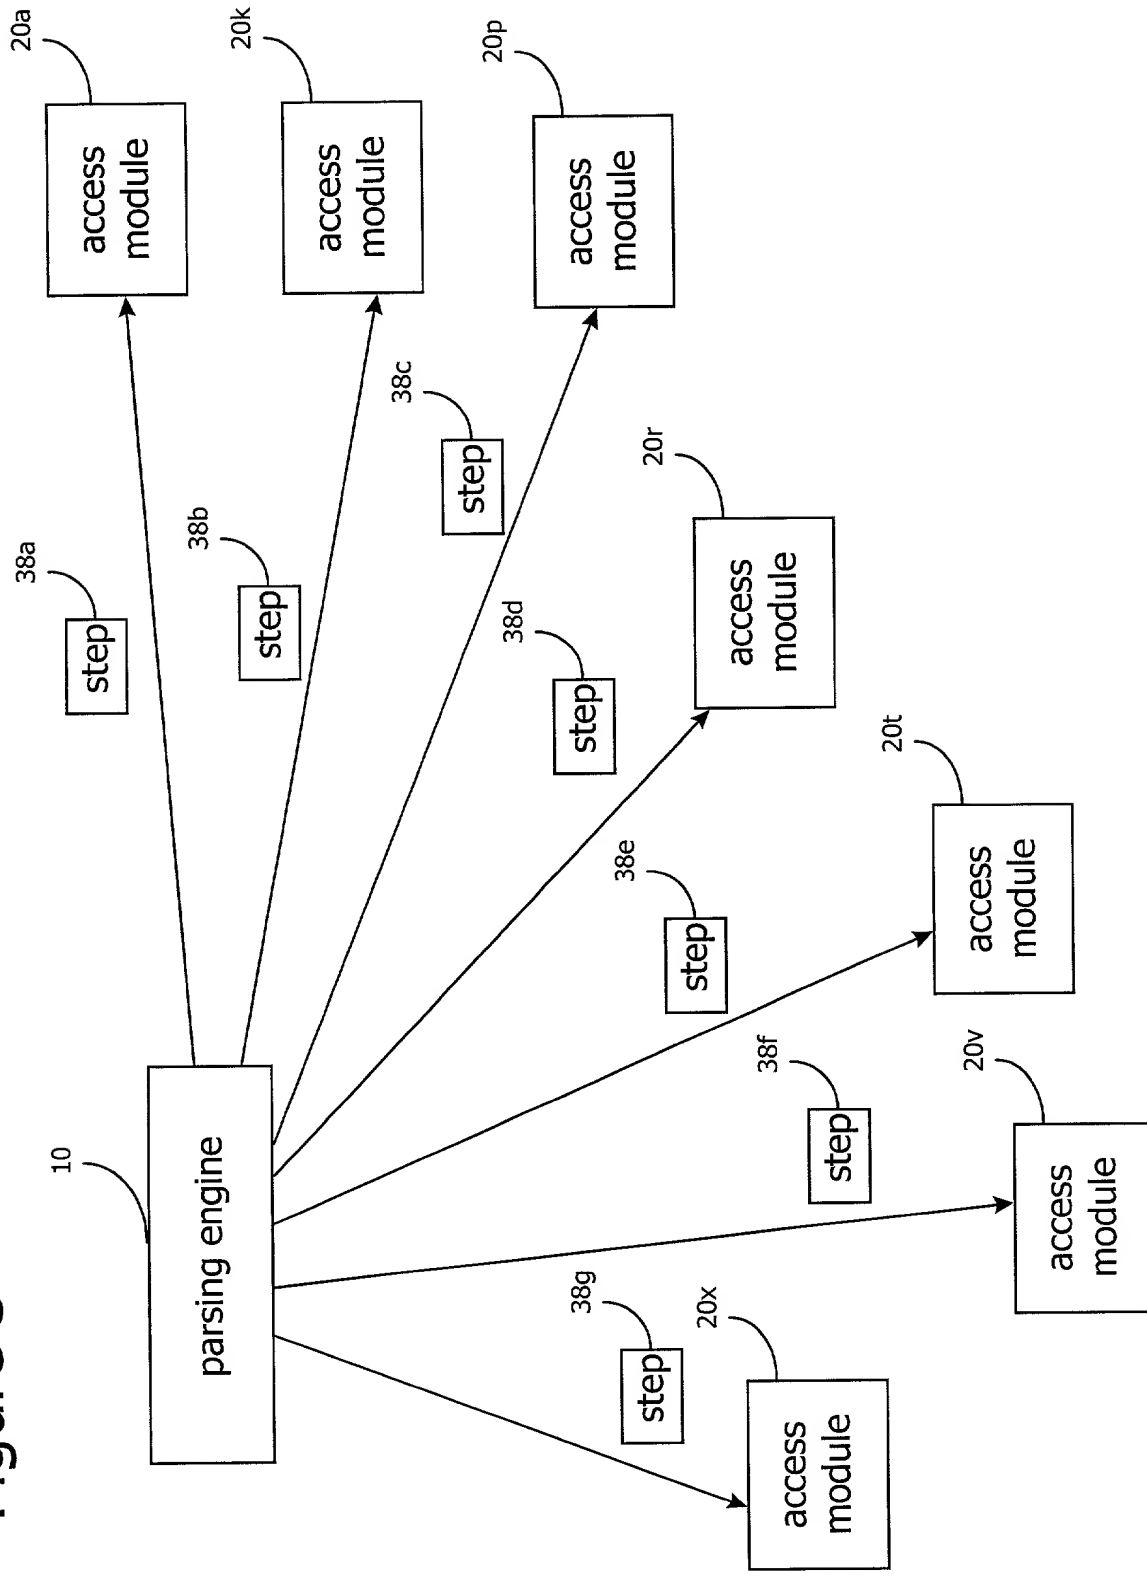 Figure
10
parsing engine
38a
step
20a
access
module
38b
step
20k
access
module
38c
step
20p
access
module
38d
step
20r
access
module
38e
step
20t
access
module
38f
step
20v
access
module
38g
step
20x
access
module